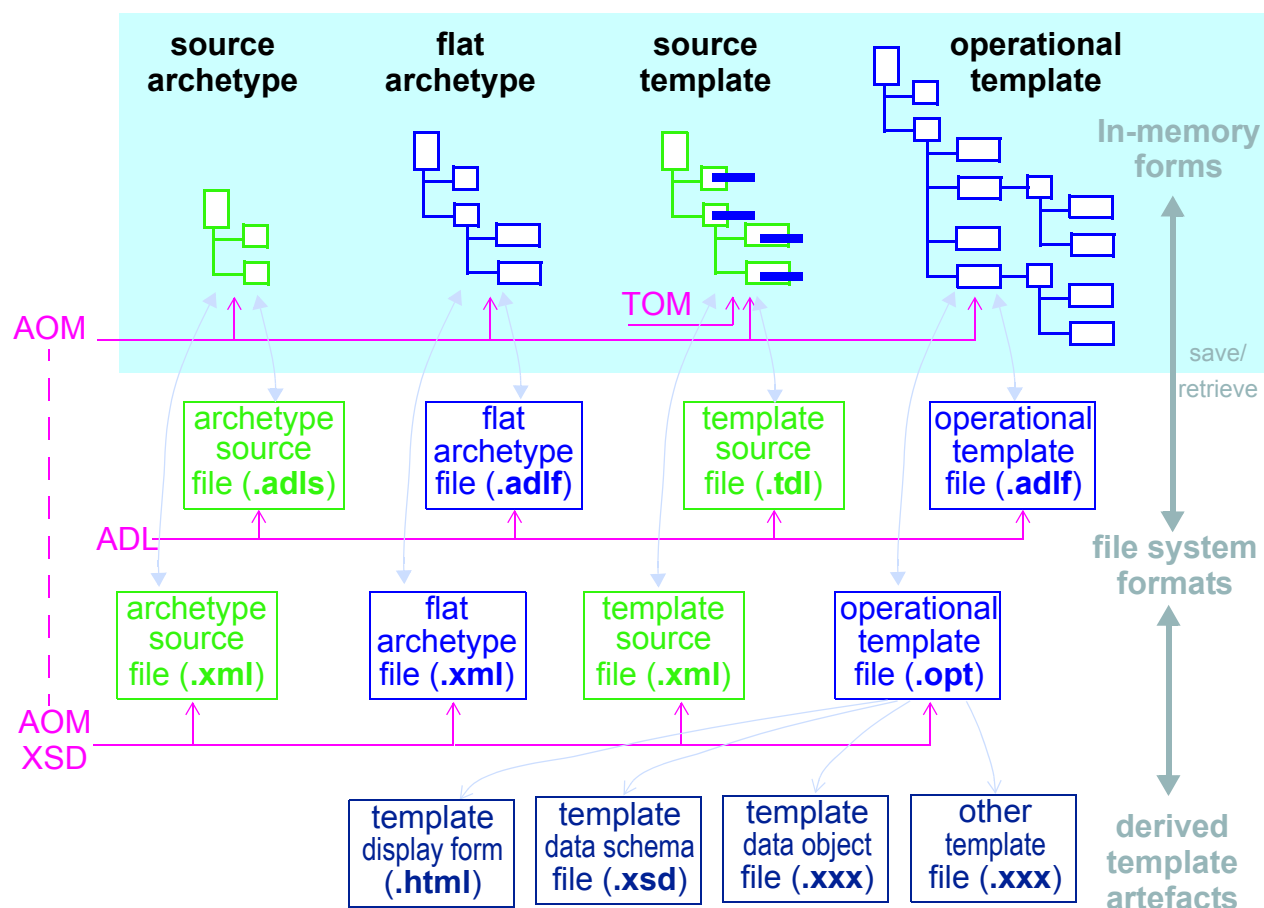 source
archetype
flat
archetype
source
template
operational
template
In-memory
forms
TOM
AOM
save/
retrieve
archetype
source
file (.adls)
flat
archetype
file (.adlf)
template
source
file (.tdl)
operational
template
file (.adlf)
ADL
file system
formats
archetype
source
file (.xml)
flat
archetype
file (.xml)
template
source
file (.xml)
operational
template
file (.opt)
AOM
XSD
template
display form
(.html)
template
data schema
file (.xsd)
template
data object
file (.xxx)
other
template
file (.xxx)
derived
template
artefacts